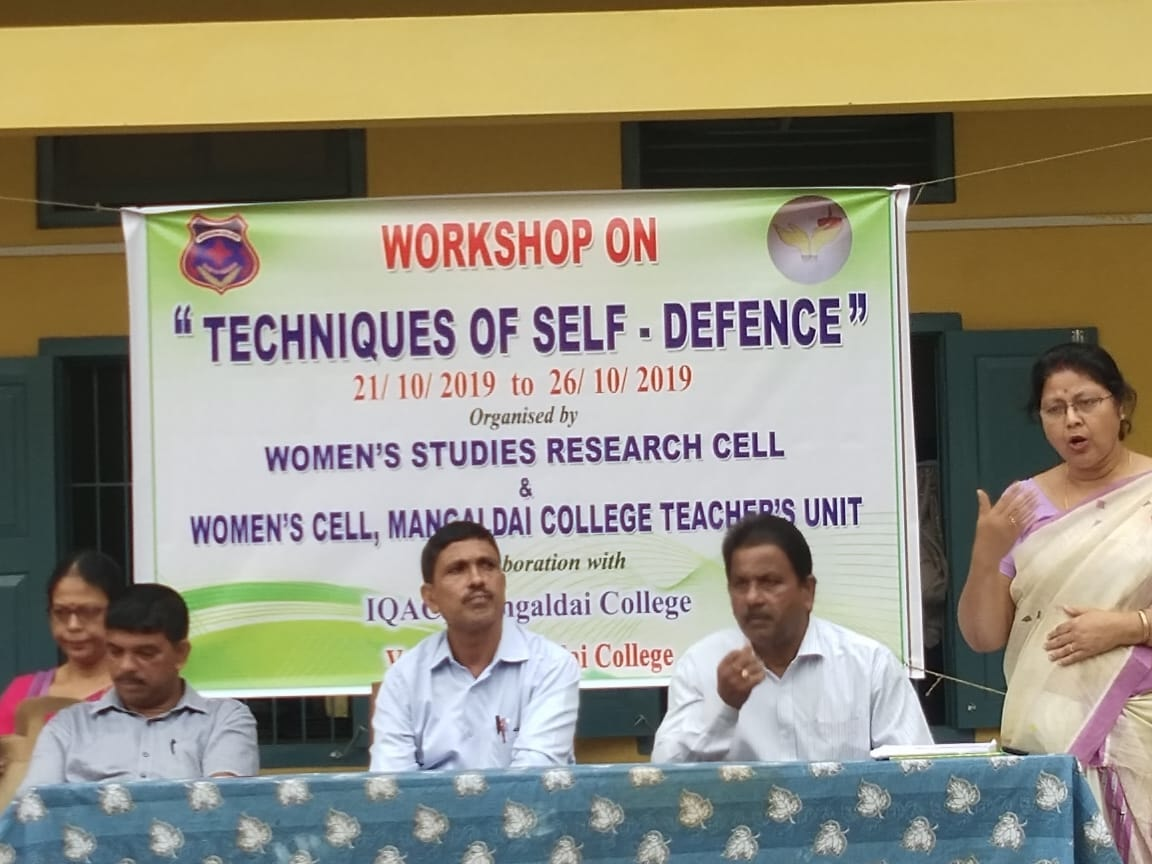 WORKSHOP ON
“ TECHNIQUES OF SELF - DEFENCE”
21/ 10/ 2019 to 26/ 10/ 2019
Organised by
WOMEN'S STUDIES RESEARCH CELL
&
WOMEN'S CELL, MANGALDAI COLLEGE TEACHER'S UNIT
with
IQAC College
College